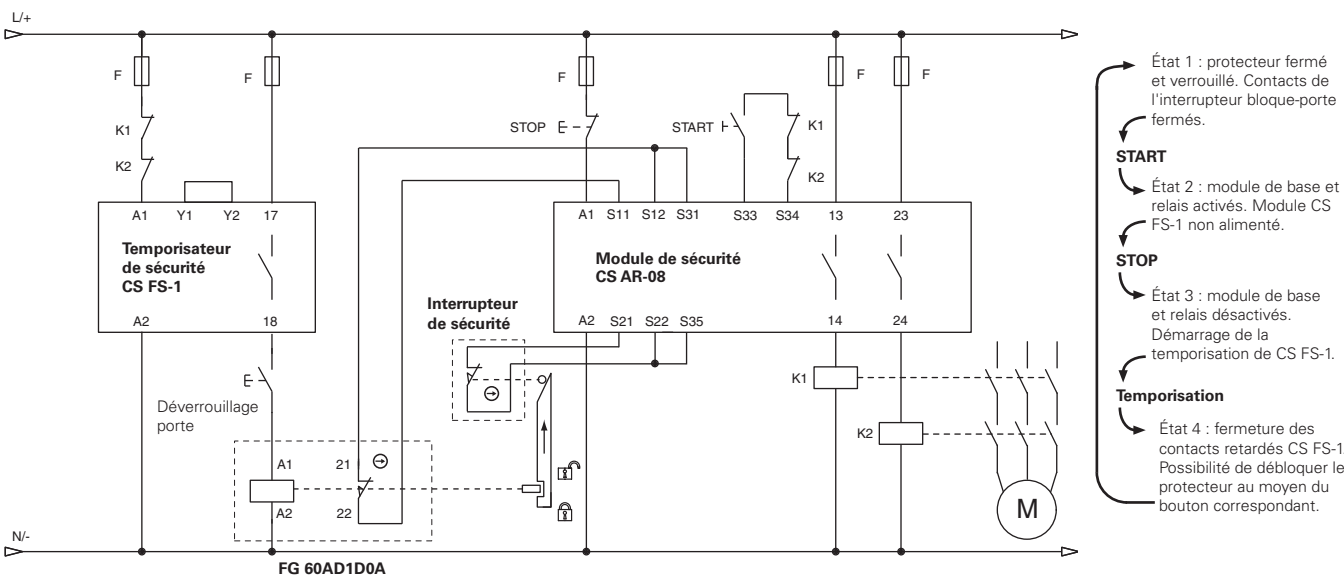 L/+
F
F
F
F
F
K1
K2
STOP
START
K1
K2
A1 Y1 Y2 17
Temporisateur
de sécurité
CS FS-1
A2 18
A1 S11 S12 S31 S33 S34 13 23
Module de sécurité
CS AR-08
A2 S21 S22 S35 14 24
Interrupteur
de sécurité
Déverrouillage
porte
A1 21
A2 22
K1
K2
M
N/-
FG 60AD1D0A
État 1 : protecteur fermé
et verrouillé. Contacts de
l'interrupteur bloque-porte
fermés.
START
État 2 : module de base et
relais activés. Module CS
FS-1 non alimenté.
STOP
État 3 : module de base
et relais désactivés.
Démarrage de la
temporisation de CS FS-1.
Temporisation
État 4 : fermeture des
contacts retardés CS FS-1.
Possibilité de débloquer le
protecteur au moyen du
bouton correspondant.